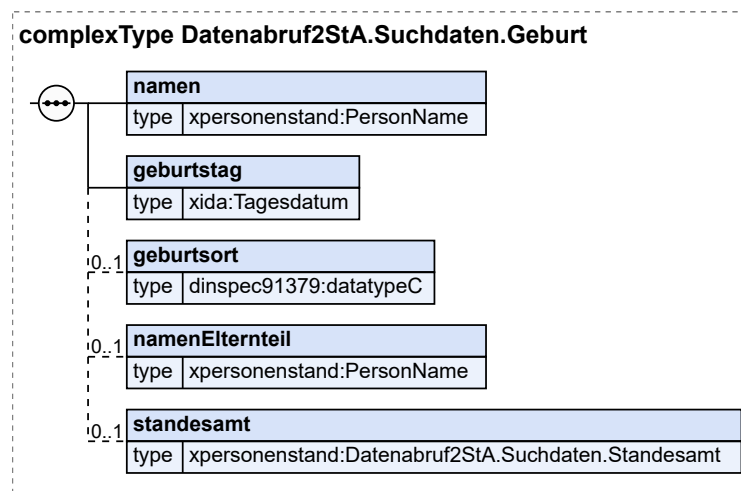 complexType Datenabruf2StA.Suchdaten.Geburt
namen
type xpersonenstand:PersonName
geburtstag
type xida:Tagesdatum
0..1 geburtsort
type dinspec91379:datatypeC
0..1 namenElternteil
type xpersonenstand:PersonName
0..1 standesamt
type xpersonenstand:Datenabruf2StA.Suchdaten.Standesamt